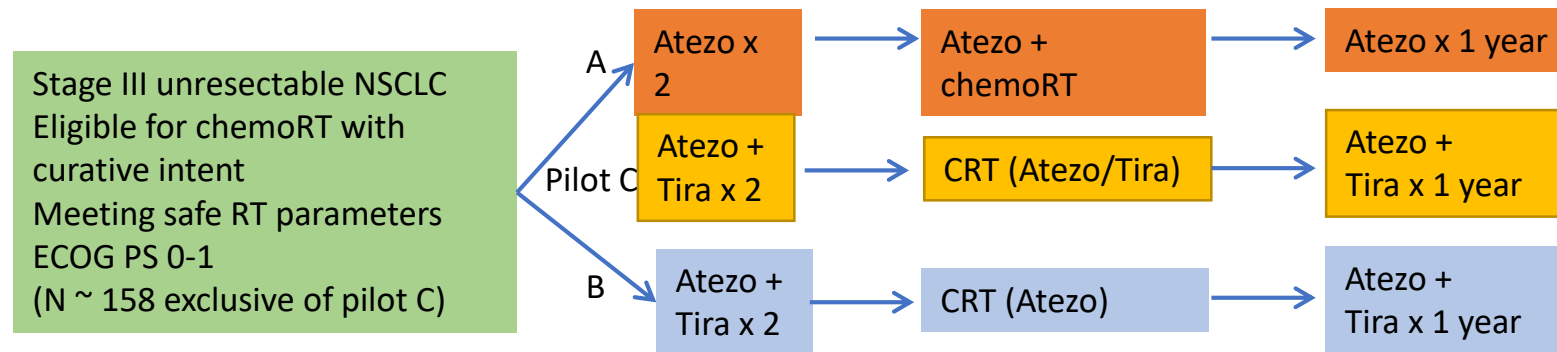 Stage III unresectable NSCLC
Eligible for chemoRT with
curative intent
Meeting safe RT parameters
ECOG PS 0-1
(N ~ 158 exclusive of pilot C)
A
Atezo x
2
Atezo +
chemoRT
Atezo x 1 year
Pilot C
Atezo +
Tira x 2
CRT (Atezo/Tira)
Atezo +
Tira x 1 year
B
Atezo +
Tira x 2
CRT (Atezo)
Atezo +
Tira x 1 year